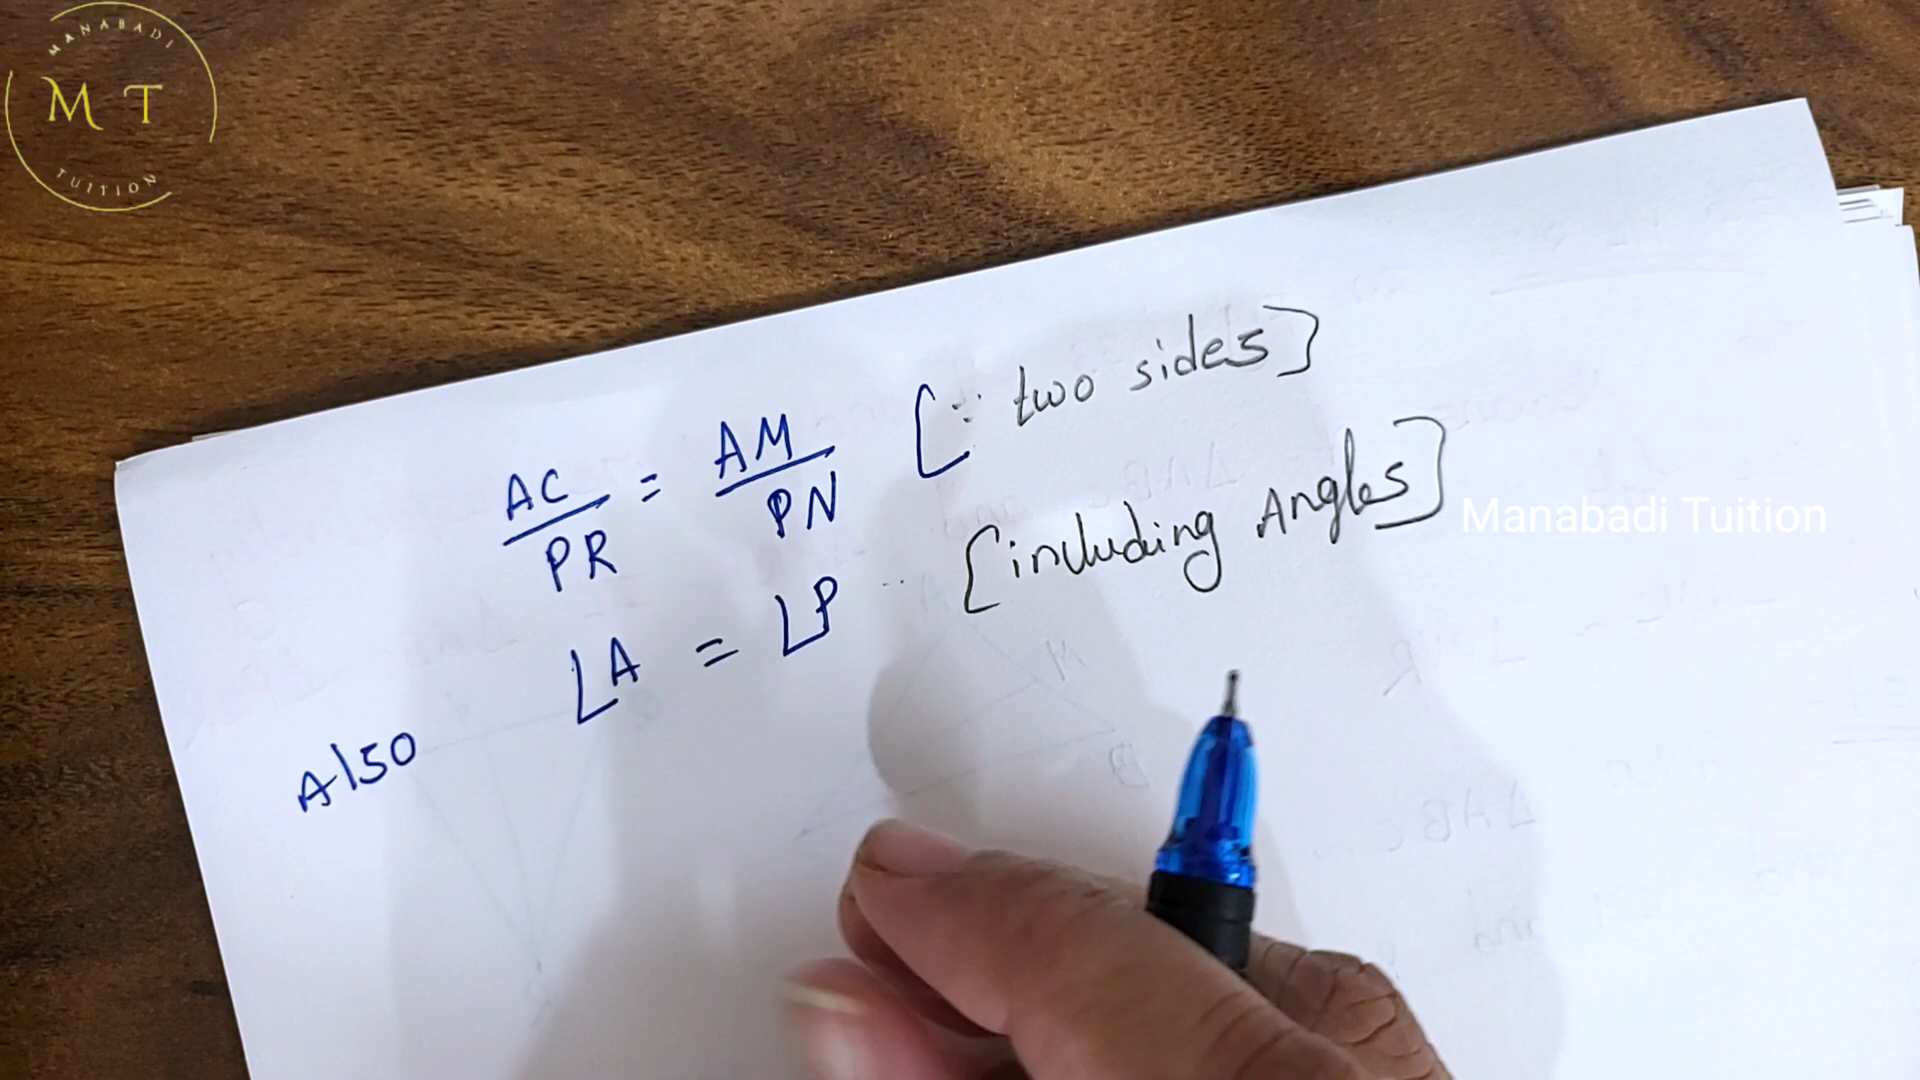 MANABADI
M T
TUITION
AC/PR = AM/PN [∵ two sides]
∠A = ∠P [including Angles]
Manabadi Tuition
Also